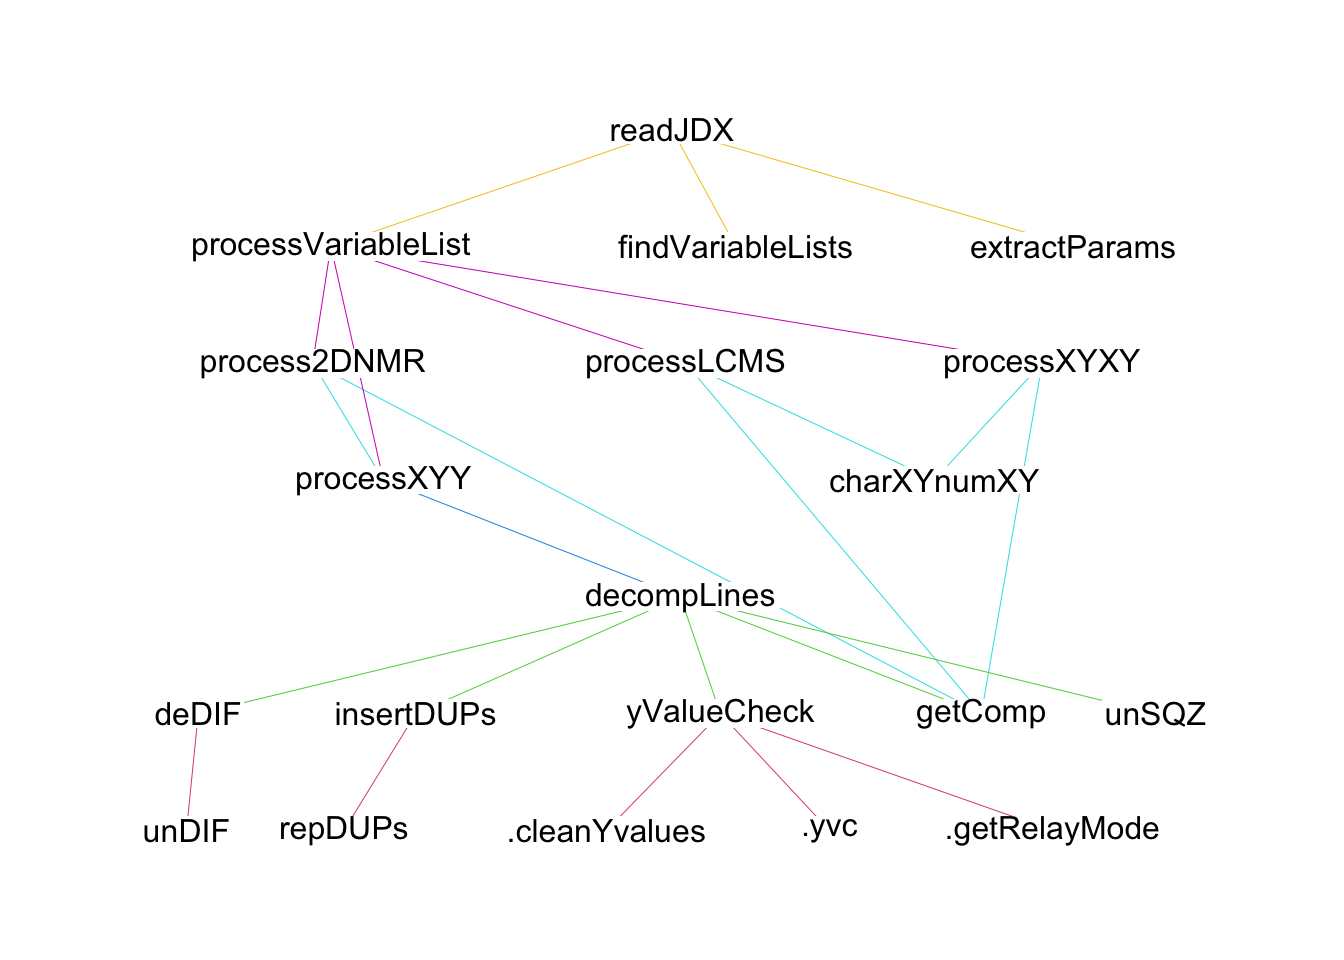 readJDX
processVariableList
findVariableLists
extractParams
process2DNMR
processLCMS
processXYXY
processXYY
charXYnumXY
decompLines
deDIF
insertDUPs
yValueCheck
getComp
unSQZ
unDIF
repDUPs
.cleanYvalues
.yvc
.getRelayMode